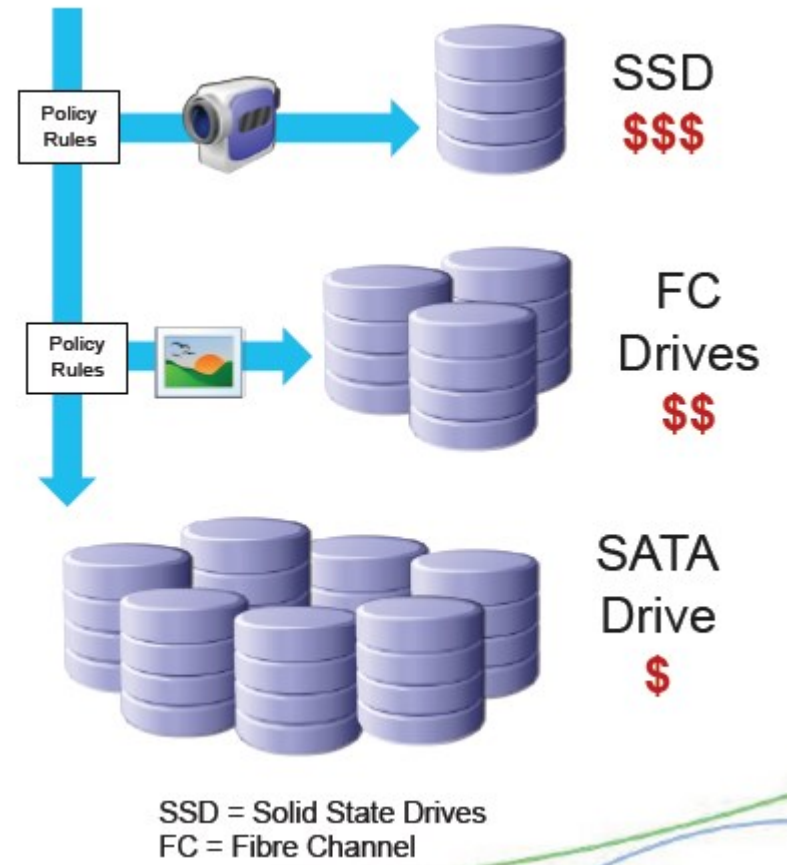 SSD
$$$
Policy
Rules
FC
Drives
$$
Policy
Rules
SATA
Drive
$
SSD = Solid State Drives
FC = Fibre Channel